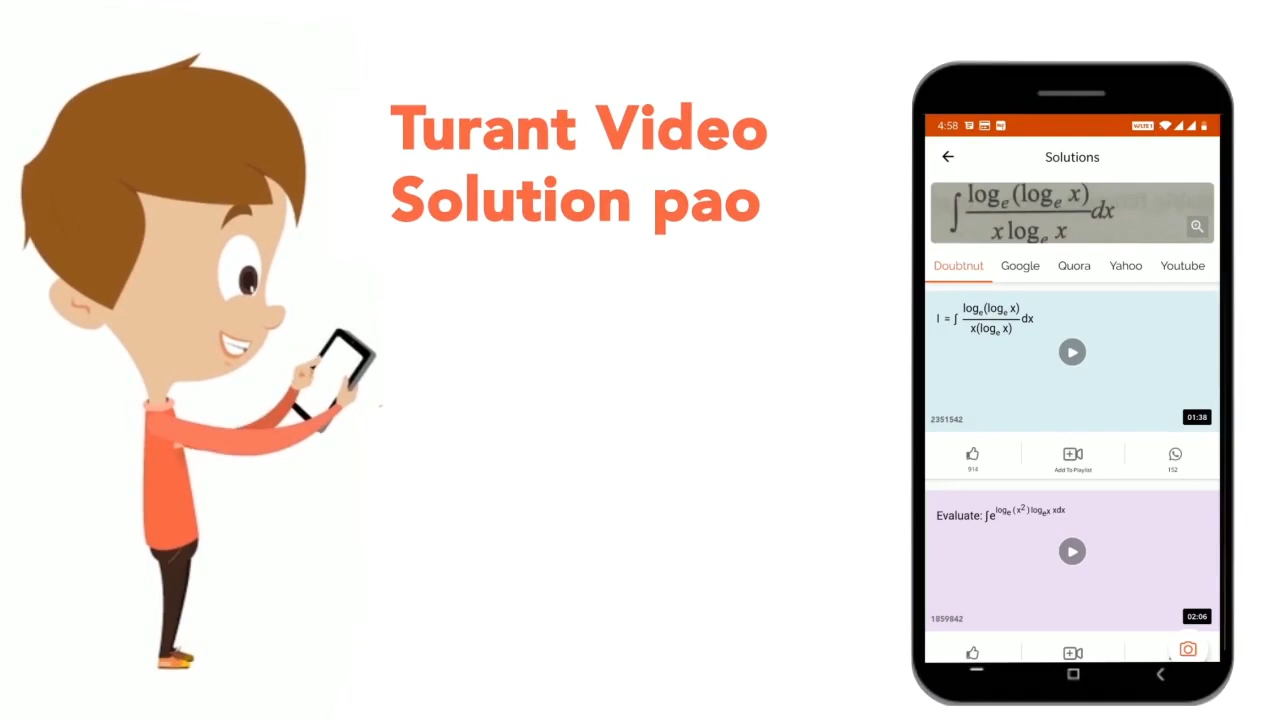 Turant Video
Solution pao
4:58
VoLTE1
Solutions
∫ logₑ(logₑ x) / x logₑ x dx
Doubtnut Google Quora Yahoo Youtube
I = ∫ logₑ(logₑ x) / x(logₑ x) dx
2351542 01:38
914 Add To Playlist 152
Evaluate: ∫e^logₑ(x²)logₑx xdx
1859842 02:06